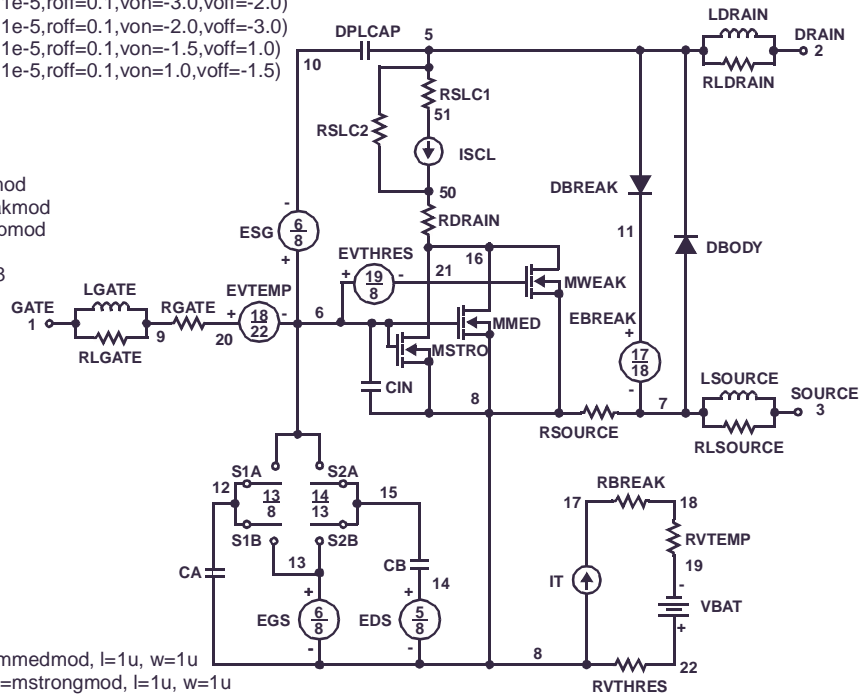 1e-5,roff=0.1,von=-3.0,voff=-2.0)
1e-5,roff=0.1,von=-2.0,voff=-3.0)
1e-5,roff=0.1,von=-1.5,voff=1.0)
1e-5,roff=0.1,von=1.0,voff=-1.5)
DPLCAP
5
10
LDRAIN
DRAIN
2
RLDRAIN
RSLC1
51
RSLC2
ISCL
50
RDRAIN
DBREAK
11
DBODY
ESG
6
8
-
+
EVTHRES
+
19
8
-
21
16
MWEAK
MMED
MSTRO
EBREAK
+
17
18
-
GATE
1
LGATE
RLGATE
9
RGATE
20
EVTEMP
+
18
22
-
6
CIN
8
RSOURCE
7
LSOURCE
SOURCE
3
RLSOURCE
S1A
S2A
12
13
8
14
13
15
S1B
S2B
13
CA
CB
14
EGS
+
6
8
-
EDS
+
5
8
-
RBREAK
17
18
RVTEMP
19
IT
-
VBAT
+
8
22
RVTHRES
mod
akmod
omod
mmedmod, l=1u, w=1u
=mstrongmod, l=1u, w=1u